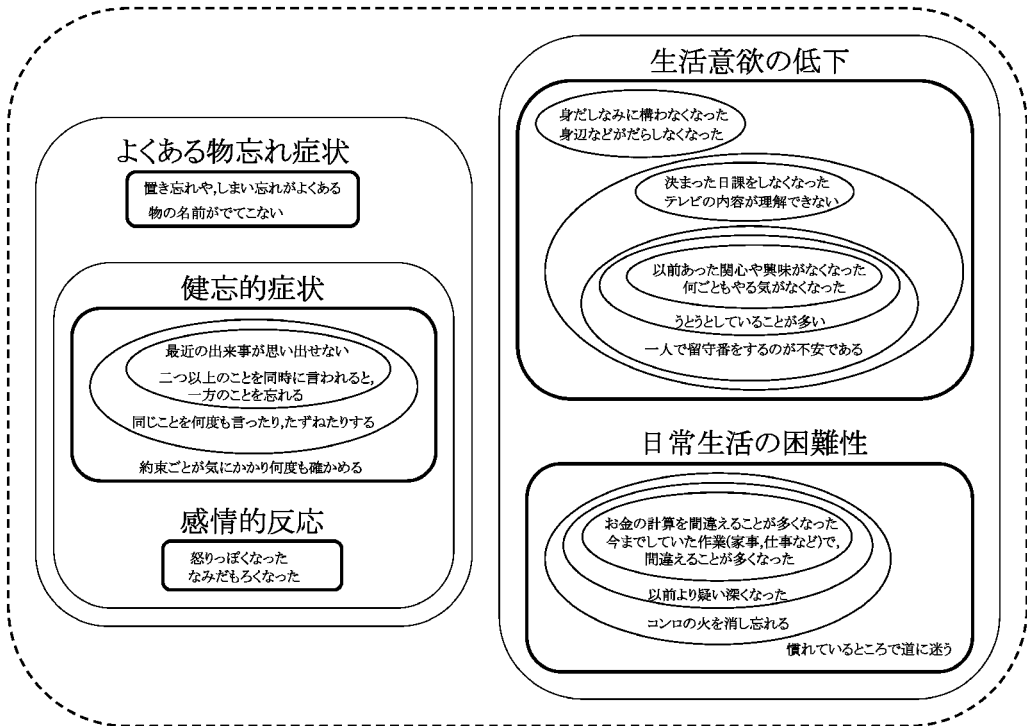 よくある物忘れ症状
置き忘れや,しまい忘れがよくある
物の名前がでてこない
健忘的症状
最近の出来事が思い出せない
二つ以上のことを同時に言われると,
一方のことを忘れる
同じことを何度も言ったり,たずねたりする
約束ごとが気にかかり何度も確かめる
感情的反応
怒りっぽくなった
なみだもろくなった
生活意欲の低下
身だしなみに構わなくなった
身辺などがだらしなくなった
決まった日課をしなくなった
テレビの内容が理解できない
以前あった関心や興味がなくなった
何ごともやる気がなくなった
うとうとしていることが多い
一人で留守番をするのが不安である
日常生活の困難性
お金の計算を間違えることが多くなった
今までしていた作業(家事,仕事など)で,
間違えることが多くなった
以前より疑い深くなった
コンロの火を消し忘れる
慣れているところで道に迷う